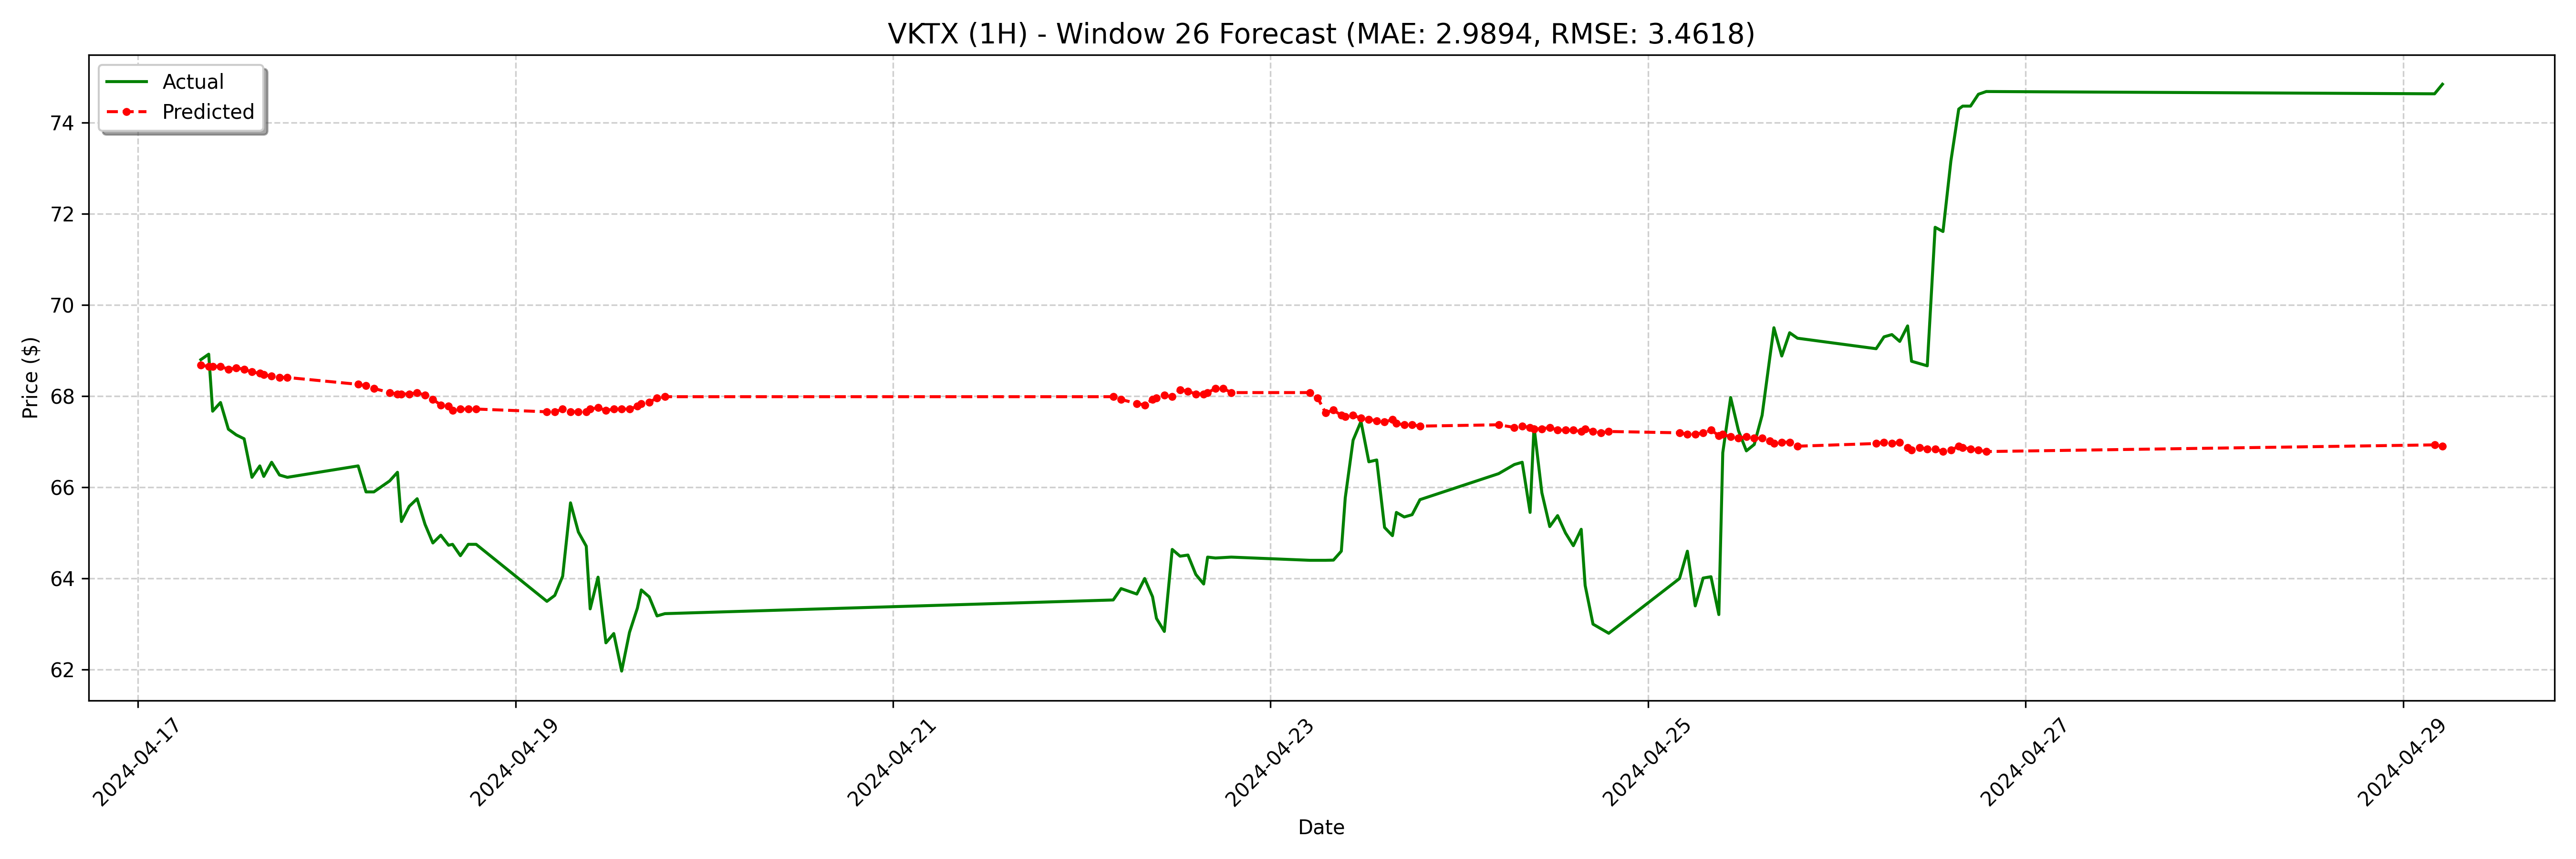 VKTX (1H) - Window 26 Forecast (MAE: 2.9894, RMSE: 3.4618)
Actual
Predicted
Price ($)
74
72
70
68
66
64
62
2024-04-17
2024-04-19
2024-04-21
2024-04-23
2024-04-25
2024-04-27
2024-04-29
Date